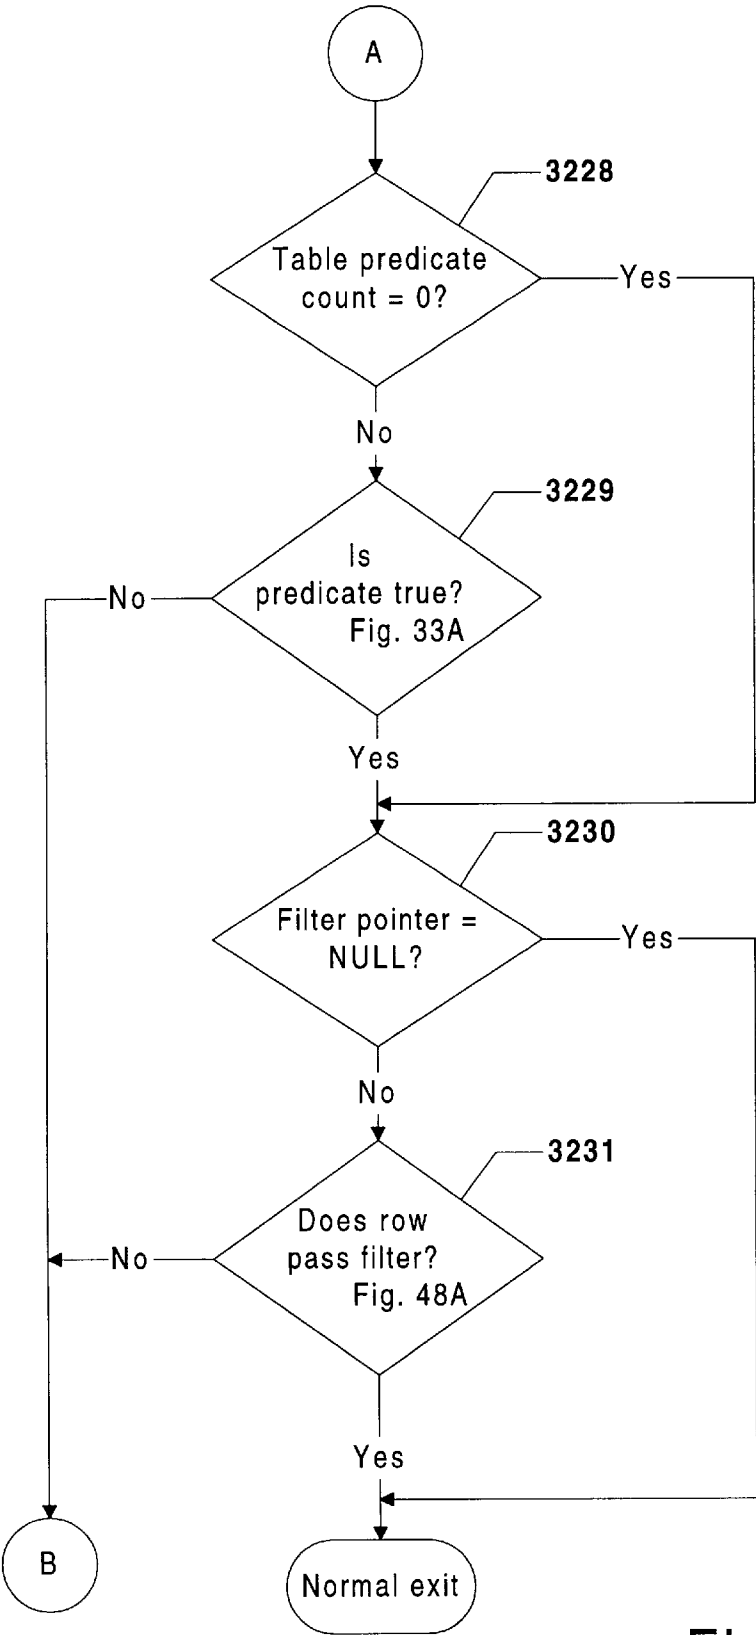 A
3228
Table predicate
count = 0?
Yes
No
3229
Is
predicate true?
Fig. 33A
No
Yes
3230
Filter pointer =
NULL?
Yes
No
3231
Does row
pass filter?
Fig. 48A
No
Yes
B
Normal exit